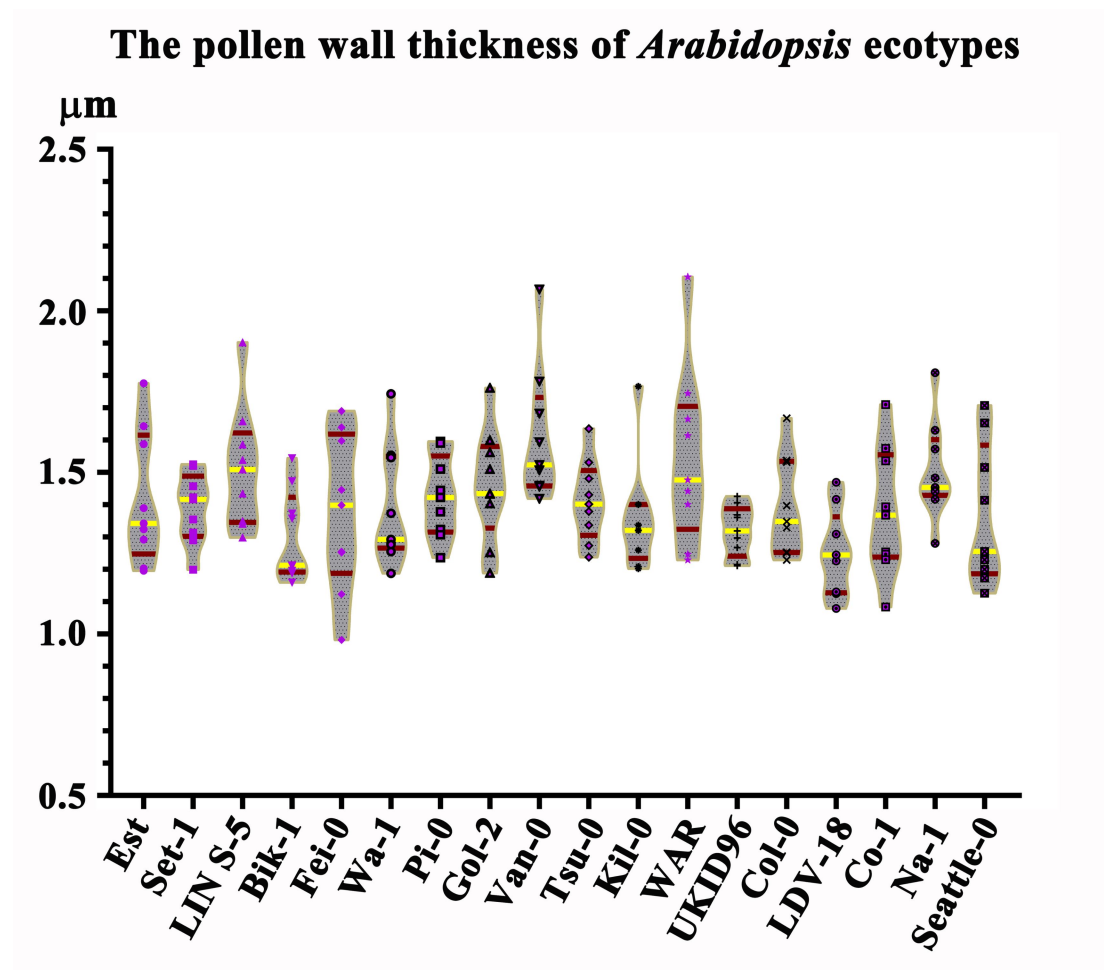 The pollen wall thickness of Arabidopsis ecotypes
μm
2.5
2.0
1.5
1.0
0.5
Est
Set-1
LIN S-5
Bik-1
Fei-0
Wa-1
Pi-0
Gol-2
Van-0
Tsu-0
Kil-0
WAR
UKID96
Col-0
LDV-18
Co-1
Na-1
Seattle-0